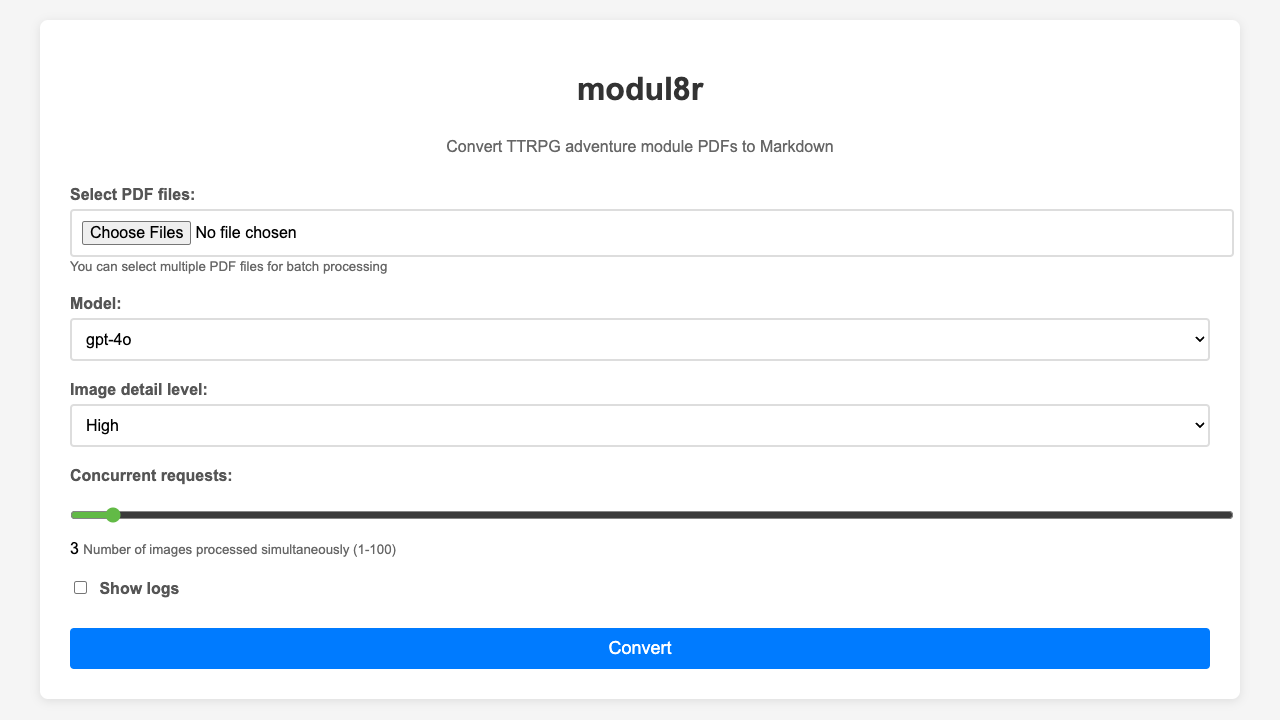 modul8r
Convert TTRPG adventure module PDFs to Markdown
Select PDF files:
Choose Files No file chosen
You can select multiple PDF files for batch processing
Model:
gpt-4o
Image detail level:
High
Concurrent requests:
3 Number of images processed simultaneously (1-100)
Show logs
Convert